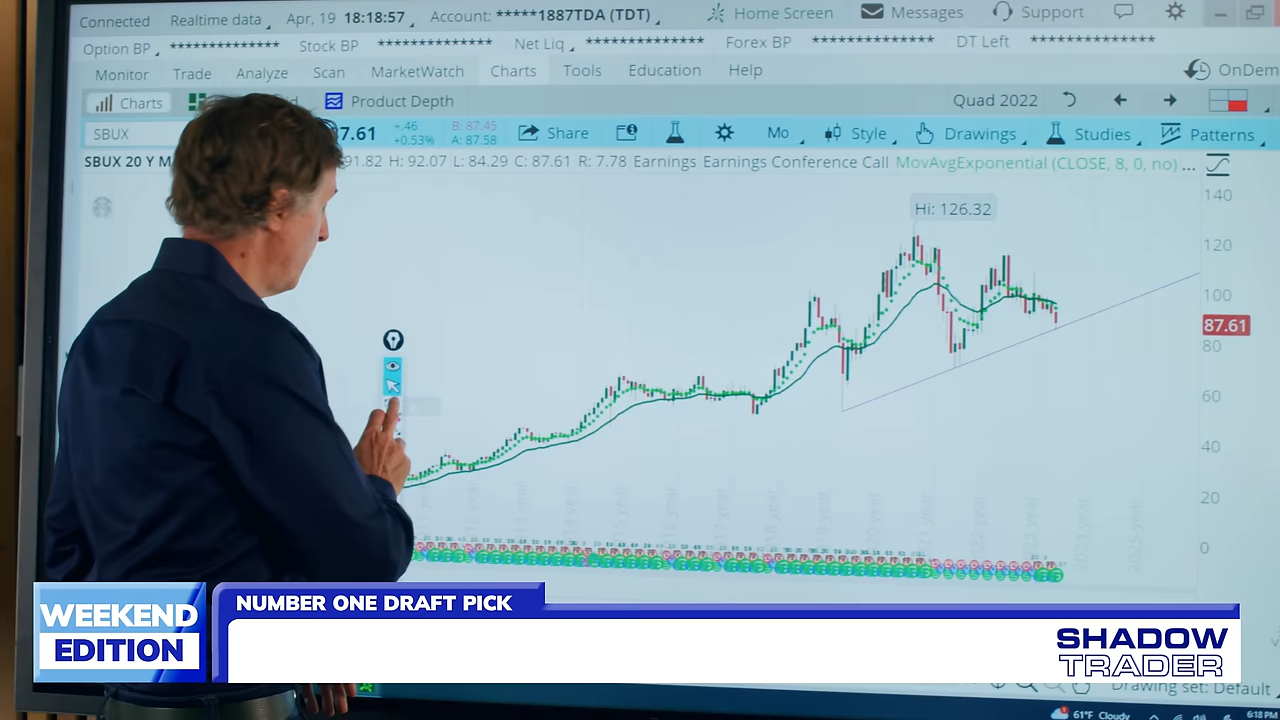 Connected Realtime data Apr, 19 18:18:57 Account: *****1887TDA (TDT) Home Screen Messages Support
Option BP ************** Stock BP ************** Net Liq ************** Forex BP ************** DT Left **************
Monitor Trade Analyze Scan MarketWatch Charts Tools Education Help OnDem
Charts Product Depth Quad 2022
SBUX 7.61 +.46 +0.53% B: 87.45 A: 87.58 Share Mo Style Drawings Studies Patterns
SBUX 20 Y M 91.82 H: 92.07 L: 84.29 C: 87.61 R: 7.78 Earnings Earnings Conference Call MovAvgExponential (CLOSE, 8, 0, no) ...
140
Hi: 126.32
120
100
87.61
80
60
40
20
0
WEEKEND
EDITION
NUMBER ONE DRAFT PICK
SHADOW
TRADER
Drawing set: Default
61°F Cloudy 6:18 PM